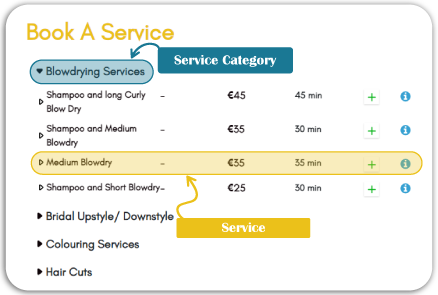 Book A Service
Service Category
Blowdrying Services
Shampoo and long Curly - €45 45 min +
Blow Dry
Shampoo and Medium - €35 30 min +
Blowdry
Medium Blowdry - €35 35 min +
Shampoo and Short Blowdry- €25 30 min +
Service
Bridal Upstyle/ Downstyle
Colouring Services
Hair Cuts